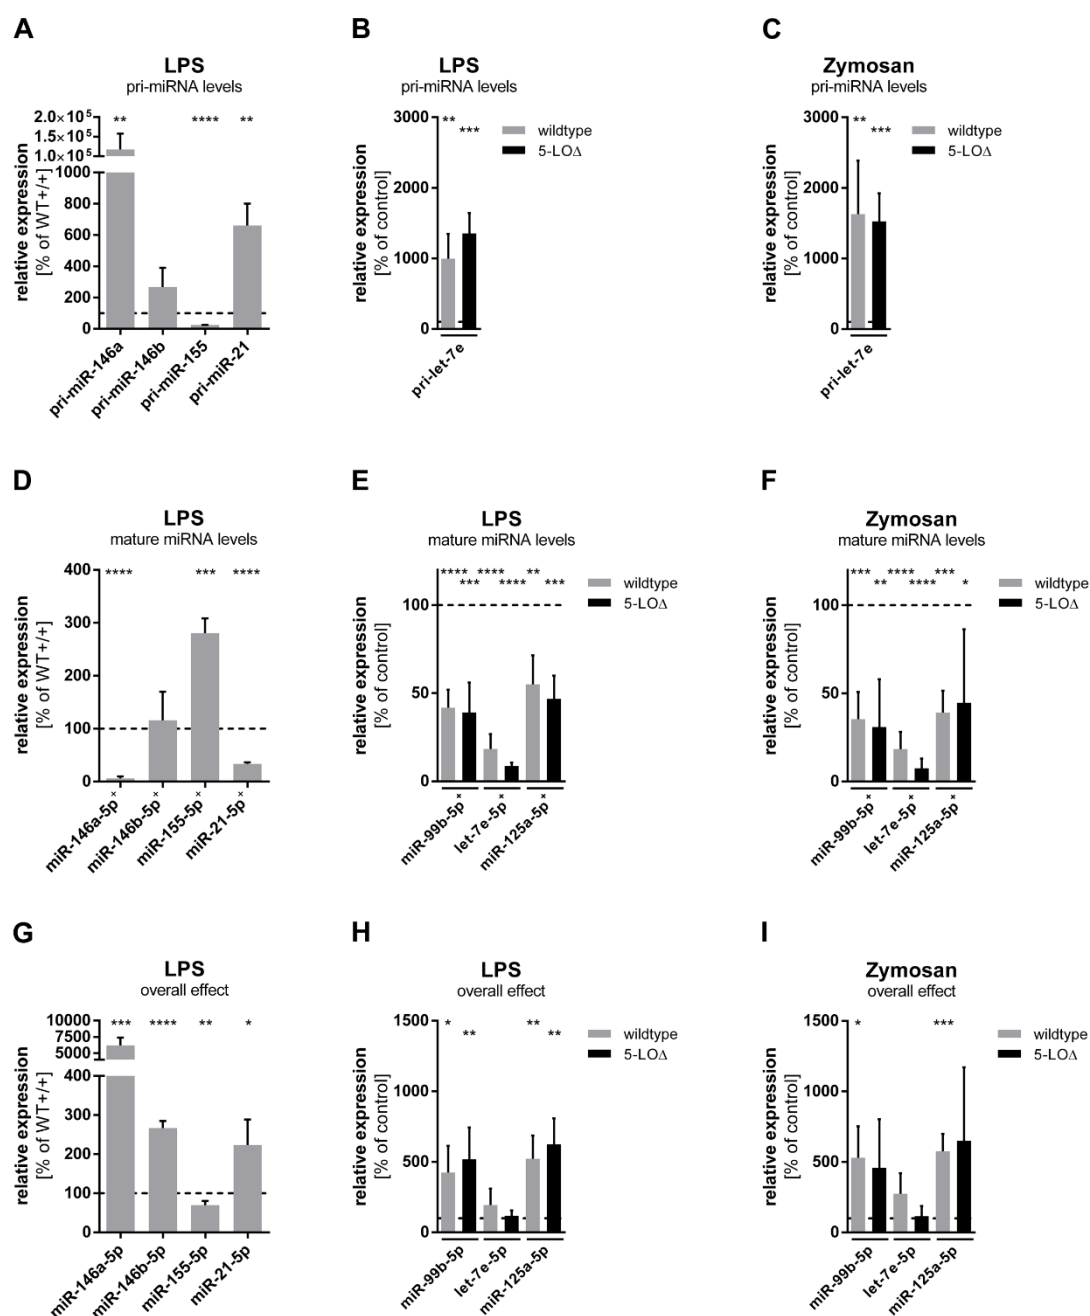 A
LPS
pri-miRNA levels
relative expression
[% of WT+/+]
2.0×10⁵
1.5×10⁵
1.0×10⁵
1000
800
600
400
200
0
** **** **
pri-miR-146a
pri-miR-146b
pri-miR-155
pri-miR-21
B
LPS
pri-miRNA levels
relative expression
[% of control]
3000
2000
1000
0
** ***
wildtype
5-LOΔ
pri-let-7e
C
Zymosan
pri-miRNA levels
relative expression
[% of control]
3000
2000
1000
0
** ***
wildtype
5-LOΔ
pri-let-7e
D
LPS
mature miRNA levels
relative expression
[% of WT+/+]
400
300
200
100
0
**** *** ****
miR-146a-5p×
miR-146b-5p×
miR-155-5p×
miR-21-5p×
E
LPS
mature miRNA levels
relative expression
[% of control]
100
50
0
**** *** **** **** ** ***
wildtype
5-LOΔ
miR-99b-5p×
let-7e-5p×
miR-125a-5p×
F
Zymosan
mature miRNA levels
relative expression
[% of control]
100
50
0
*** ** **** **** *** *
wildtype
5-LOΔ
miR-99b-5p×
let-7e-5p×
miR-125a-5p×
G
LPS
overall effect
relative expression
[% of WT+/+]
10000
7500
5000
400
300
200
100
0
*** **** ** *
miR-146a-5p
miR-146b-5p
miR-155-5p
miR-21-5p
H
LPS
overall effect
relative expression
[% of control]
1500
1000
500
0
* ** ** **
wildtype
5-LOΔ
miR-99b-5p
let-7e-5p
miR-125a-5p
I
Zymosan
overall effect
relative expression
[% of control]
1500
1000
500
0
* ***
wildtype
5-LOΔ
miR-99b-5p
let-7e-5p
miR-125a-5p